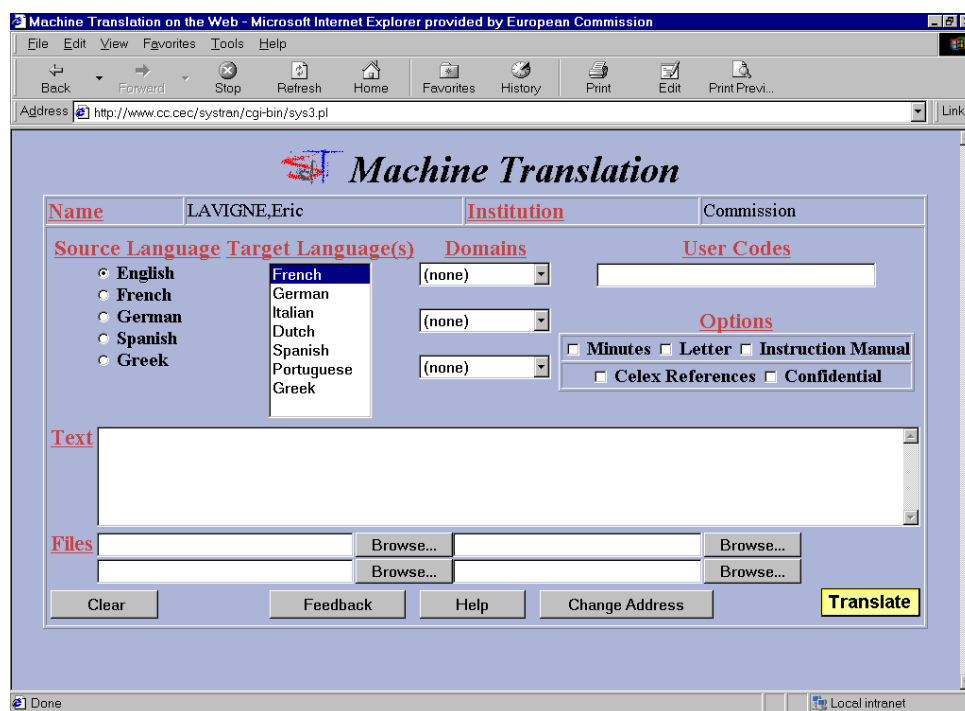 Machine Translation on the Web - Microsoft Internet Explorer provided by European Commission
File Edit View Favorites Tools Help
Back Forward Stop Refresh Home Favorites History Print Edit Print Previ...
Address http://www.cc.cec/systran/cgi-bin/sys3.pl Link
Machine Translation
Name LAVIGNE,Eric Institution Commission
Source Language Target Language(s) Domains User Codes
English French (none)
French German
German Italian (none) Options
Spanish Dutch Minutes Letter Instruction Manual
Greek Spanish (none) Celex References Confidential
Portuguese
Greek
Text
Files Browse... Browse...
Browse... Browse...
Clear Feedback Help Change Address Translate
Done Local intranet